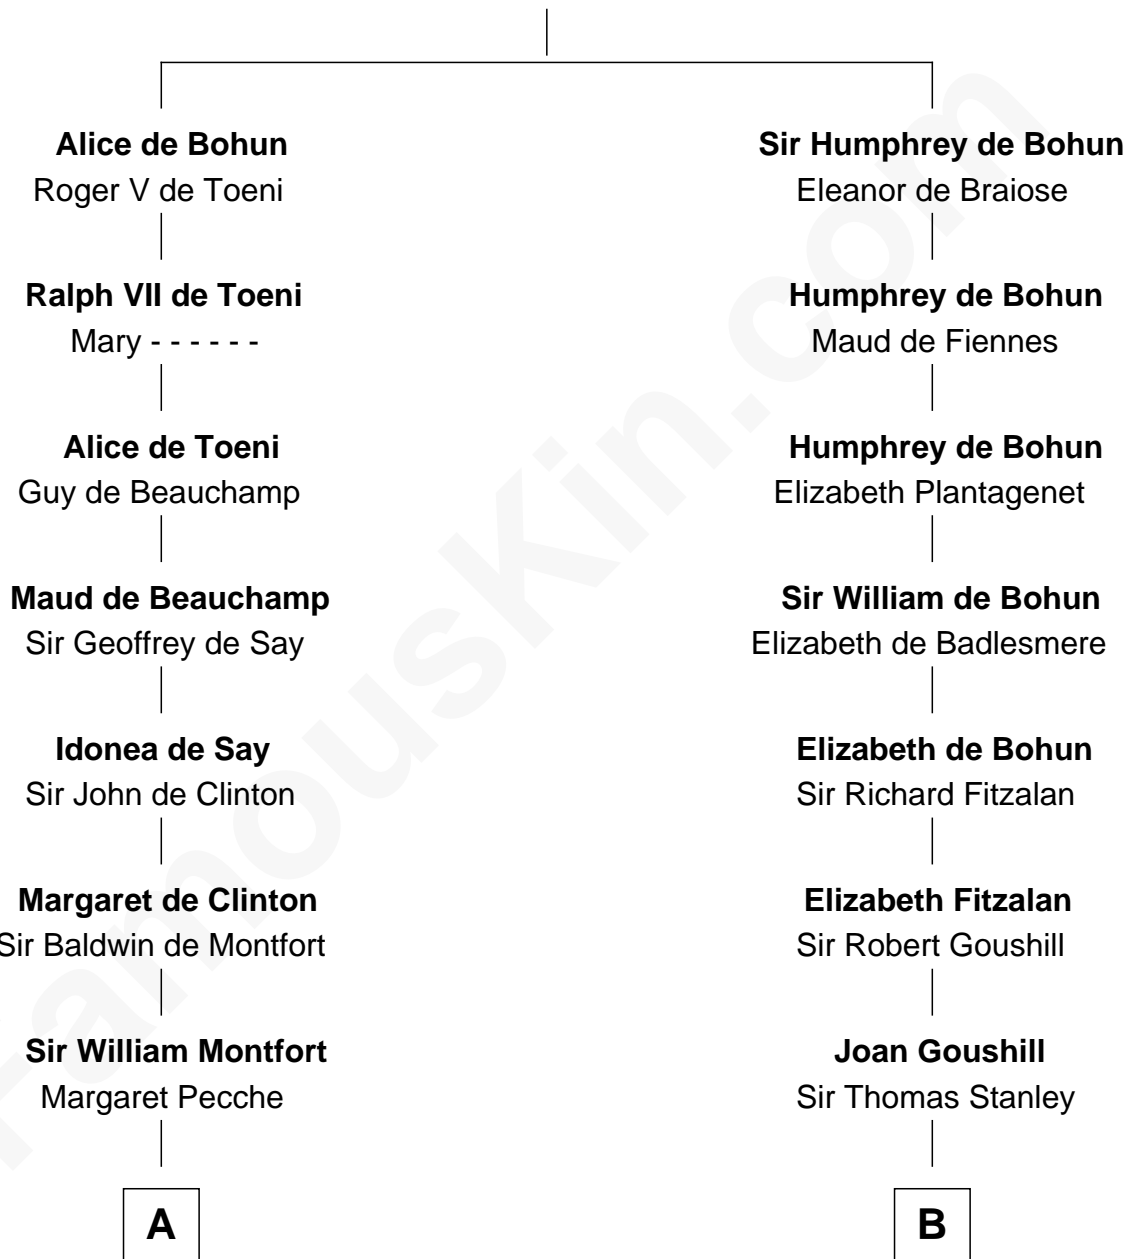 Alice de Bohun
Roger V de Toeni
Ralph VII de Toeni
Mary - - - - - -
Alice de Toeni
Guy de Beauchamp
Maud de Beauchamp
Sir Geoffrey de Say
Idonea de Say
Sir John de Clinton
Margaret de Clinton
Sir Baldwin de Montfort
Sir William Montfort
Margaret Pecche
A
Sir Humphrey de Bohun
Eleanor de Braiose
Humphrey de Bohun
Maud de Fiennes
Humphrey de Bohun
Elizabeth Plantagenet
Sir William de Bohun
Elizabeth de Badlesmere
Elizabeth de Bohun
Sir Richard Fitzalan
Elizabeth Fitzalan
Sir Robert Goushill
Joan Goushill
Sir Thomas Stanley
B
FamousKin.com